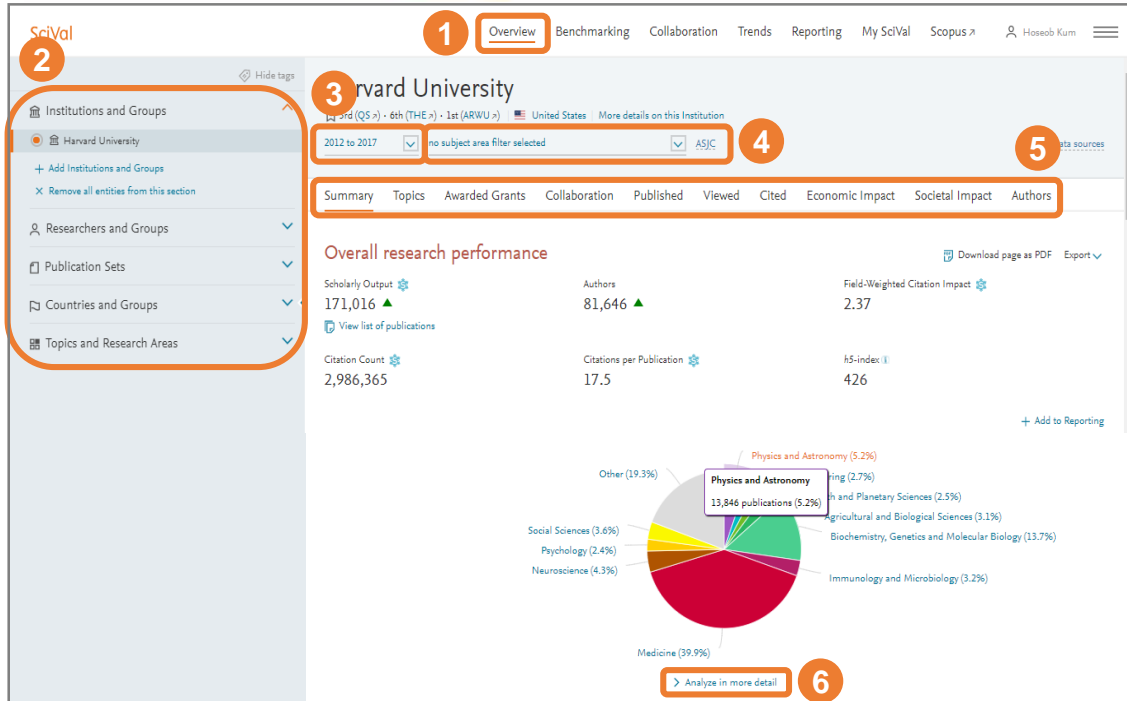 SciVal
1
Overview
Benchmarking
Collaboration
Trends
Reporting
My SciVal
Scopus
Hoseob Kum
2
Hide tags
Institutions and Groups
Harvard University
+ Add Institutions and Groups
× Remove all entities from this section
Researchers and Groups
Publication Sets
Countries and Groups
Topics and Research Areas
3
University
3rd (QS ↗) · 6th (THE ↗) · 1st (ARWU ↗) | United States | More details on this Institution
2012 to 2017
no subject area filter selected
ASJC
4
5
sources
Summary
Topics
Awarded Grants
Collaboration
Published
Viewed
Cited
Economic Impact
Societal Impact
Authors
Overall research performance
Download page as PDF
Export
Scholarly Output
Authors
Field-Weighted Citation Impact
171,016 ▲
81,646 ▲
2.37
View list of publications
Citation Count
Citations per Publication
h5-index
2,986,365
17.5
426
+ Add to Reporting
Physics and Astronomy (5.2%)
Other (19.3%)
Physics and Astronomy
13,846 publications (5.2%)
ring (2.7%)
th and Planetary Sciences (2.5%)
Agricultural and Biological Sciences (3.1%)
Biochemistry, Genetics and Molecular Biology (13.7%)
Social Sciences (3.6%)
Psychology (2.4%)
Neuroscience (4.3%)
Immunology and Microbiology (3.2%)
Medicine (39.9%)
> Analyze in more detail
6